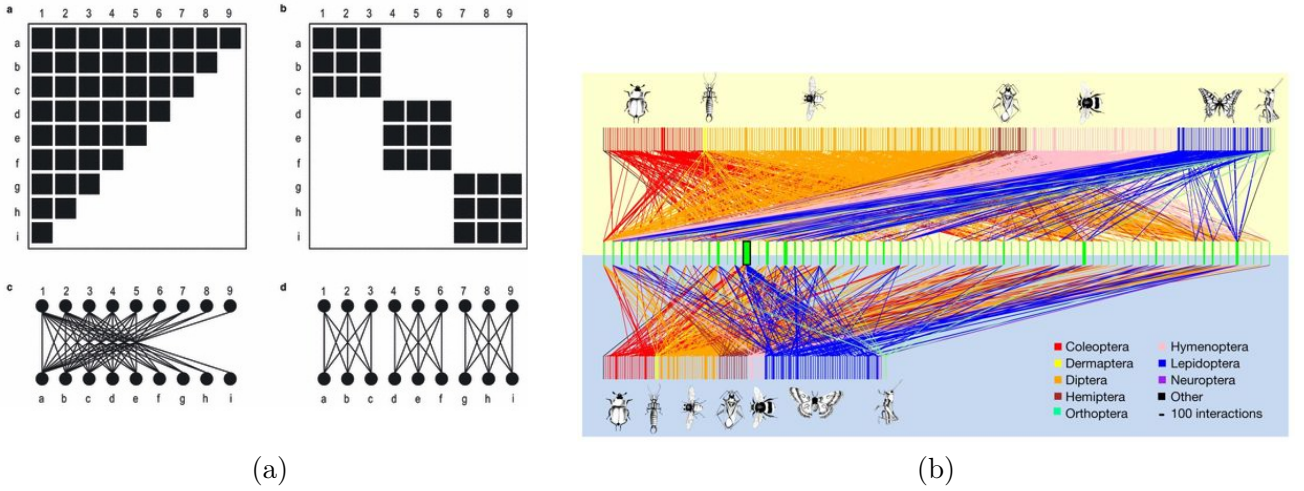 a
1 2 3 4 5 6 7 8 9
a
b
c
d
e
f
g
h
i
b
1 2 3 4 5 6 7 8 9
a
b
c
d
e
f
g
h
i
c
1 2 3 4 5 6 7 8 9
a b c d e f g h i
d
1 2 3 4 5 6 7 8 9
a b c d e f g h i
(a)
Coleoptera
Dermaptera
Diptera
Hemiptera
Orthoptera
Hymenoptera
Lepidoptera
Neuroptera
Other
100 interactions
(b)